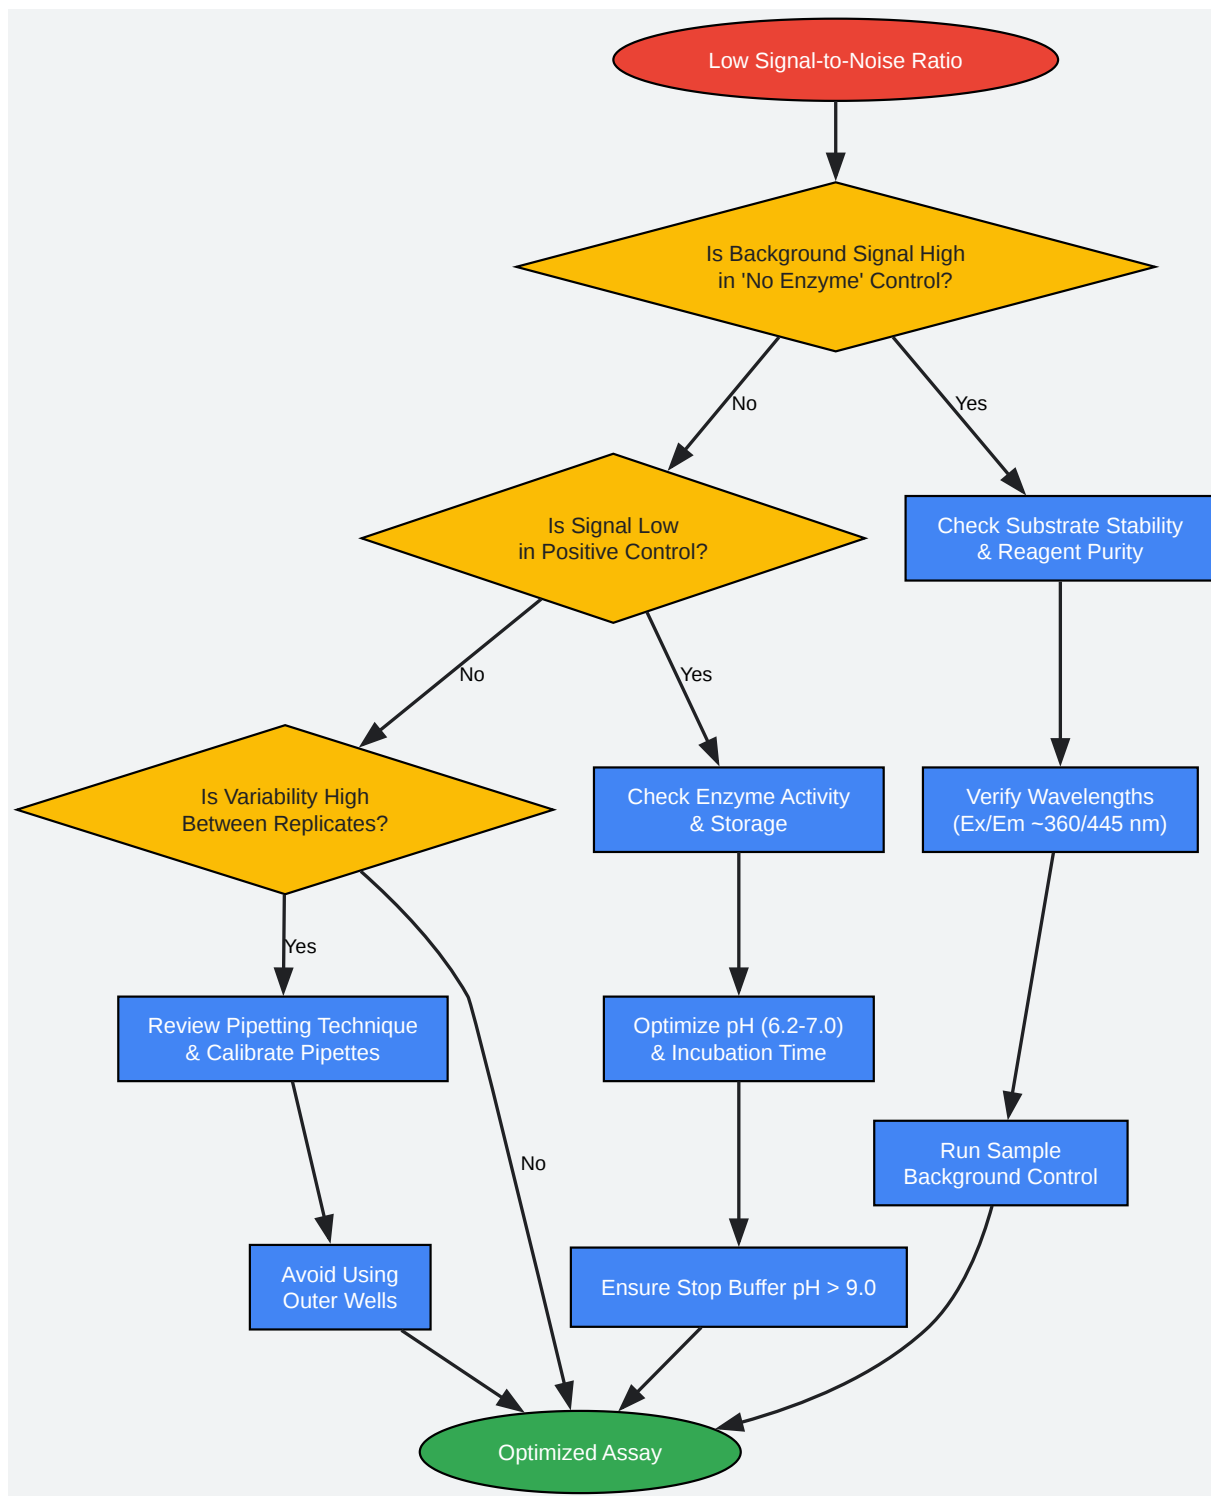 Low Signal-to-Noise Ratio
Is Background Signal High
in 'No Enzyme' Control?
No
Yes
Is Signal Low
in Positive Control?
Check Substrate Stability
& Reagent Purity
No
Yes
Is Variability High
Between Replicates?
Check Enzyme Activity
& Storage
Verify Wavelengths
(Ex/Em ~360/445 nm)
Yes
Review Pipetting Technique
& Calibrate Pipettes
Optimize pH (6.2-7.0)
& Incubation Time
No
Run Sample
Background Control
Avoid Using
Outer Wells
Ensure Stop Buffer pH > 9.0
Optimized Assay